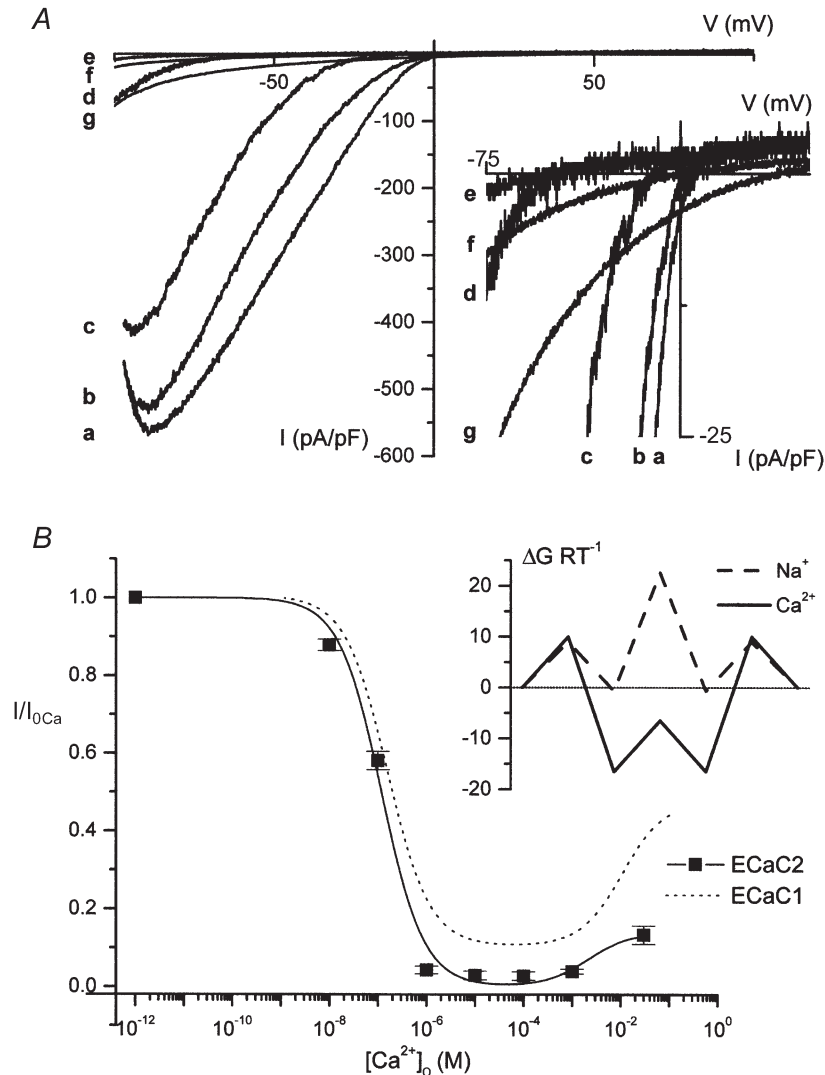 A
V (mV)
e
f
d
g
-50
50
-100
-200
-300
-400
-500
-600
c
b
a
I (pA/pF)
V (mV)
-75
e
f
d
g
c
b
a
-25
I (pA/pF)
B
1.0
0.8
0.6
0.4
0.2
0.0
I/I0Ca
10-12
10-10
10-8
10-6
10-4
10-2
100
[Ca2+]o (M)
ΔG RT-1
20
10
0
-10
-20
Na+
Ca2+
ECaC2
ECaC1